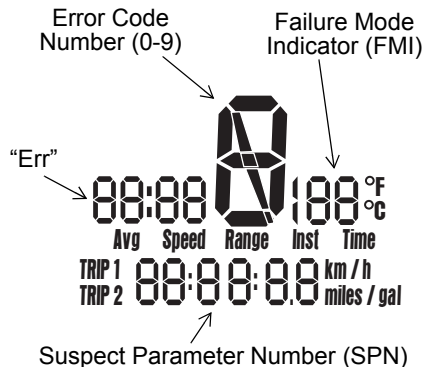 Error Code
Number (0-9)
Failure Mode
Indicator (FMI)
“Err”
88:88 188 °F
°C
Avg Speed Range Inst Time
TRIP 1 km / h
TRIP 2 88:88:8.8 miles / gal
Suspect Parameter Number (SPN)